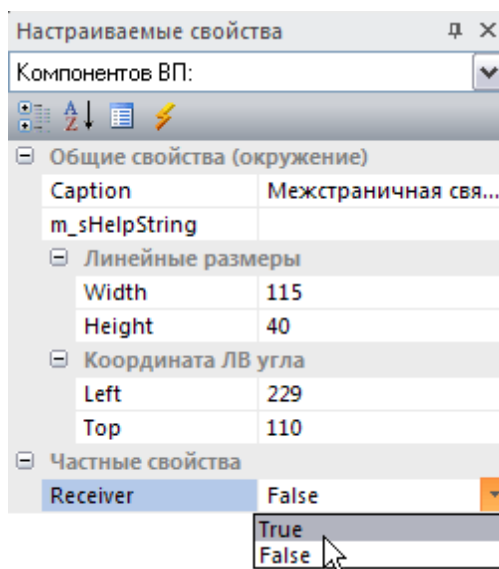 Настраиваемые свойства
Компонентов ВП:
Общие свойства (окружение)
Caption Межстраничная свя...
m_sHelpString
Линейные размеры
Width 115
Height 40
Координата ЛВ угла
Left 229
Top 110
Частные свойства
Receiver False
True
False